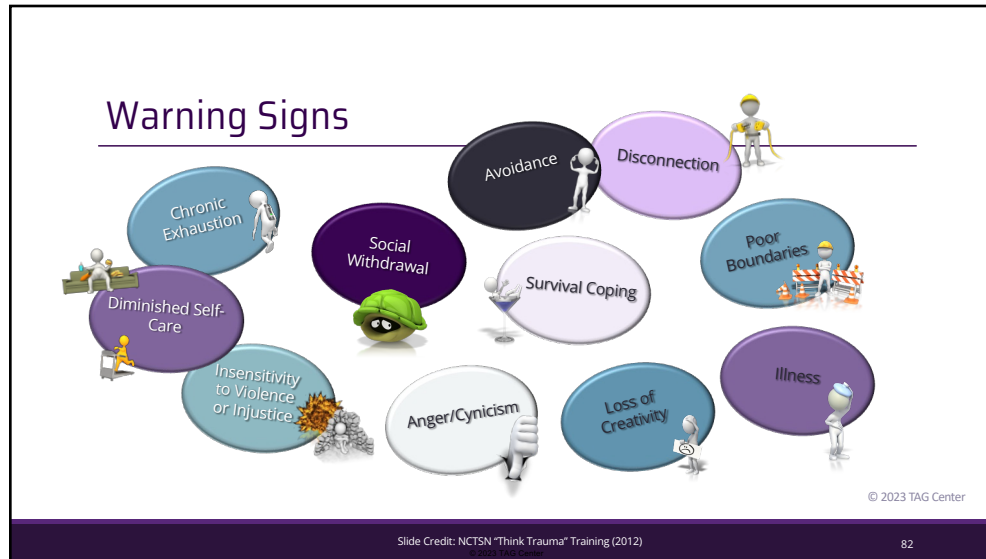 Warning Signs
Avoidance
Disconnection
Chronic
Exhaustion
Social
Withdrawal
Survival Coping
Poor
Boundaries
Diminished Self-
Care
Insensitivity
to Violence
or Injustice
Anger/Cynicism
Loss of
Creativity
Illness
© 2023 TAG Center
Slide Credit: NCTSN “Think Trauma” Training (2012)
© 2023 TAG Center
82